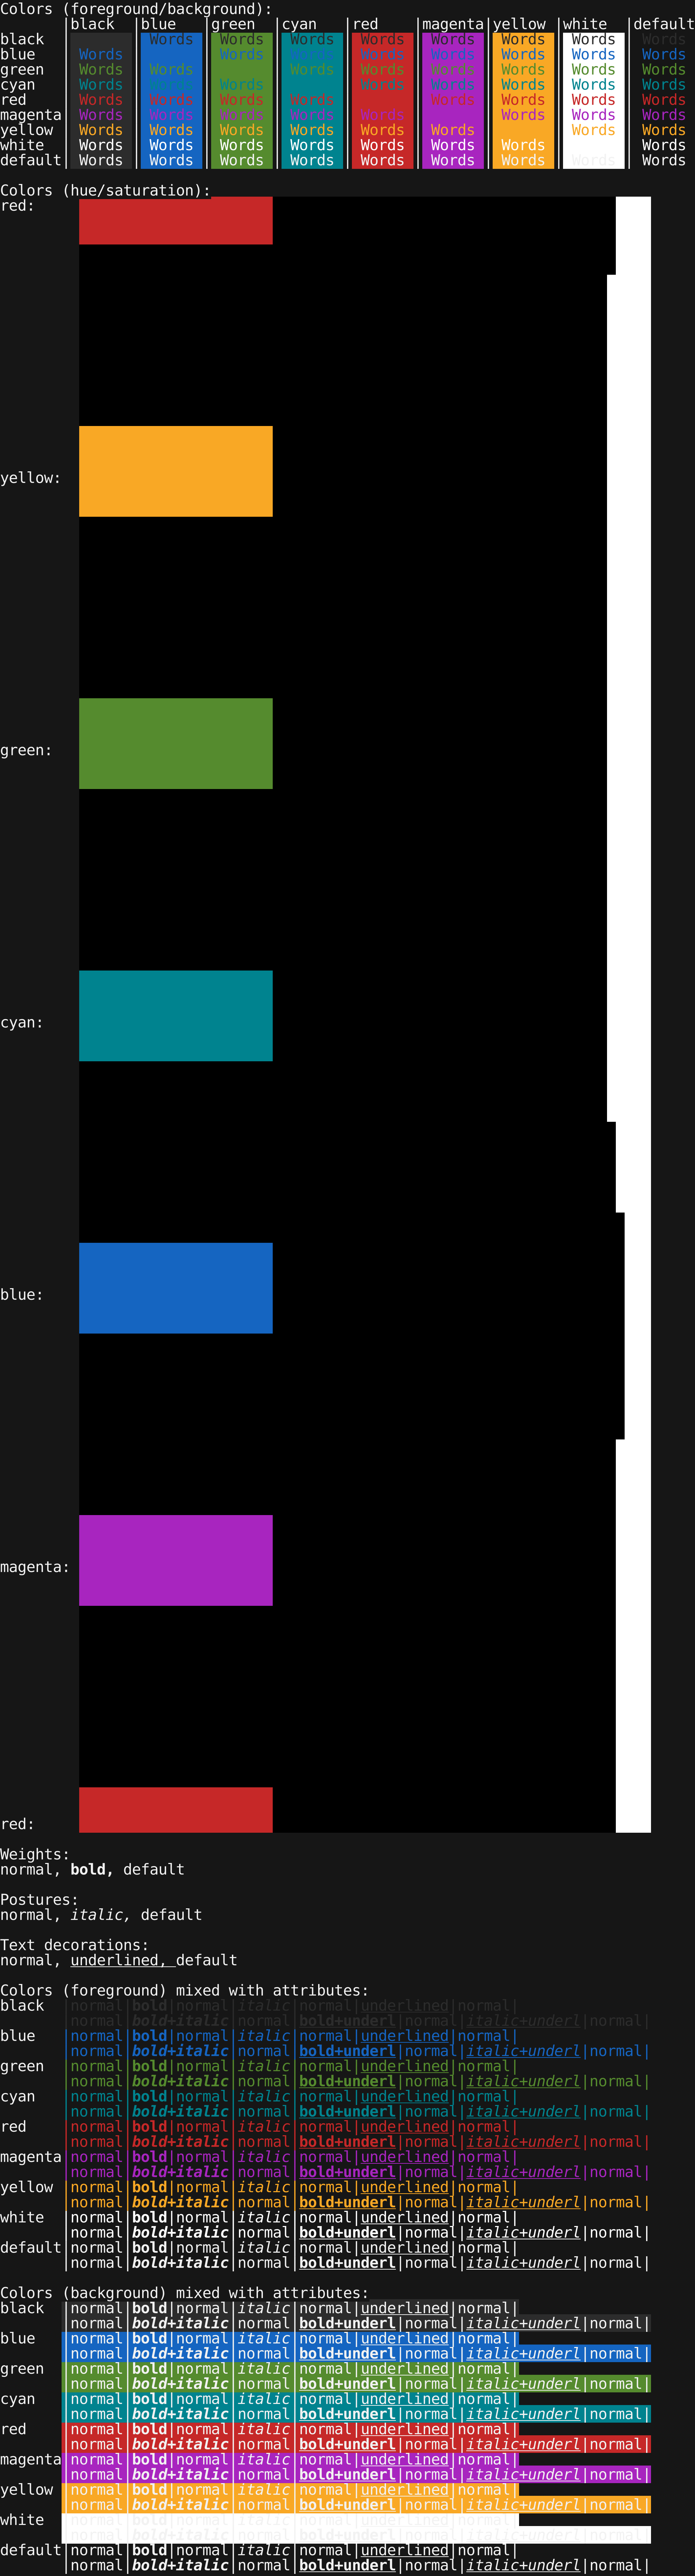 Colors (foreground/background):
|black |blue |green |cyan |red |magenta|yellow |white |default
black | | Words | Words | Words | Words | Words | Words | Words | Words
blue | Words | | Words | Words | Words | Words | Words | Words | Words
green | Words | Words | | Words | Words | Words | Words | Words | Words
cyan | Words | Words | Words | | Words | Words | Words | Words | Words
red | Words | Words | Words | Words | | Words | Words | Words | Words
magenta| Words | Words | Words | Words | Words | | Words | Words | Words
yellow | Words | Words | Words | Words | Words | Words | | Words | Words
white | Words | Words | Words | Words | Words | Words | Words | | Words
default| Words | Words | Words | Words | Words | Words | Words | Words | Words
Colors (hue/saturation):
red:
yellow:
green:
cyan:
blue:
magenta:
red:
Weights:
normal, bold, default
Postures:
normal, italic, default
Text decorations:
normal, underlined, default
Colors (foreground) mixed with attributes:
black |normal|bold|normal|italic|normal|underlined|normal|
|normal|bold+italic|normal|bold+underl|normal|italic+underl|normal|
blue |normal|bold|normal|italic|normal|underlined|normal|
|normal|bold+italic|normal|bold+underl|normal|italic+underl|normal|
green |normal|bold|normal|italic|normal|underlined|normal|
|normal|bold+italic|normal|bold+underl|normal|italic+underl|normal|
cyan |normal|bold|normal|italic|normal|underlined|normal|
|normal|bold+italic|normal|bold+underl|normal|italic+underl|normal|
red |normal|bold|normal|italic|normal|underlined|normal|
|normal|bold+italic|normal|bold+underl|normal|italic+underl|normal|
magenta|normal|bold|normal|italic|normal|underlined|normal|
|normal|bold+italic|normal|bold+underl|normal|italic+underl|normal|
yellow |normal|bold|normal|italic|normal|underlined|normal|
|normal|bold+italic|normal|bold+underl|normal|italic+underl|normal|
white |normal|bold|normal|italic|normal|underlined|normal|
|normal|bold+italic|normal|bold+underl|normal|italic+underl|normal|
default|normal|bold|normal|italic|normal|underlined|normal|
|normal|bold+italic|normal|bold+underl|normal|italic+underl|normal|
Colors (background) mixed with attributes:
black |normal|bold|normal|italic|normal|underlined|normal|
|normal|bold+italic|normal|bold+underl|normal|italic+underl|normal|
blue |normal|bold|normal|italic|normal|underlined|normal|
|normal|bold+italic|normal|bold+underl|normal|italic+underl|normal|
green |normal|bold|normal|italic|normal|underlined|normal|
|normal|bold+italic|normal|bold+underl|normal|italic+underl|normal|
cyan |normal|bold|normal|italic|normal|underlined|normal|
|normal|bold+italic|normal|bold+underl|normal|italic+underl|normal|
red |normal|bold|normal|italic|normal|underlined|normal|
|normal|bold+italic|normal|bold+underl|normal|italic+underl|normal|
magenta|normal|bold|normal|italic|normal|underlined|normal|
|normal|bold+italic|normal|bold+underl|normal|italic+underl|normal|
yellow |normal|bold|normal|italic|normal|underlined|normal|
|normal|bold+italic|normal|bold+underl|normal|italic+underl|normal|
white |normal|bold|normal|italic|normal|underlined|normal|
|normal|bold+italic|normal|bold+underl|normal|italic+underl|normal|
default|normal|bold|normal|italic|normal|underlined|normal|
|normal|bold+italic|normal|bold+underl|normal|italic+underl|normal|